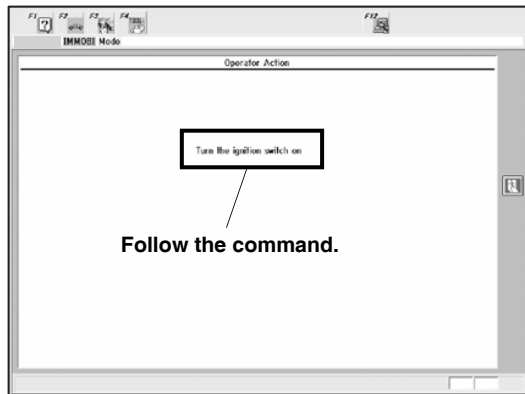 F1 F2 F3 F4 F12
IMMOBI Mode
Operator Action
Turn the ignition switch on
Follow the command.